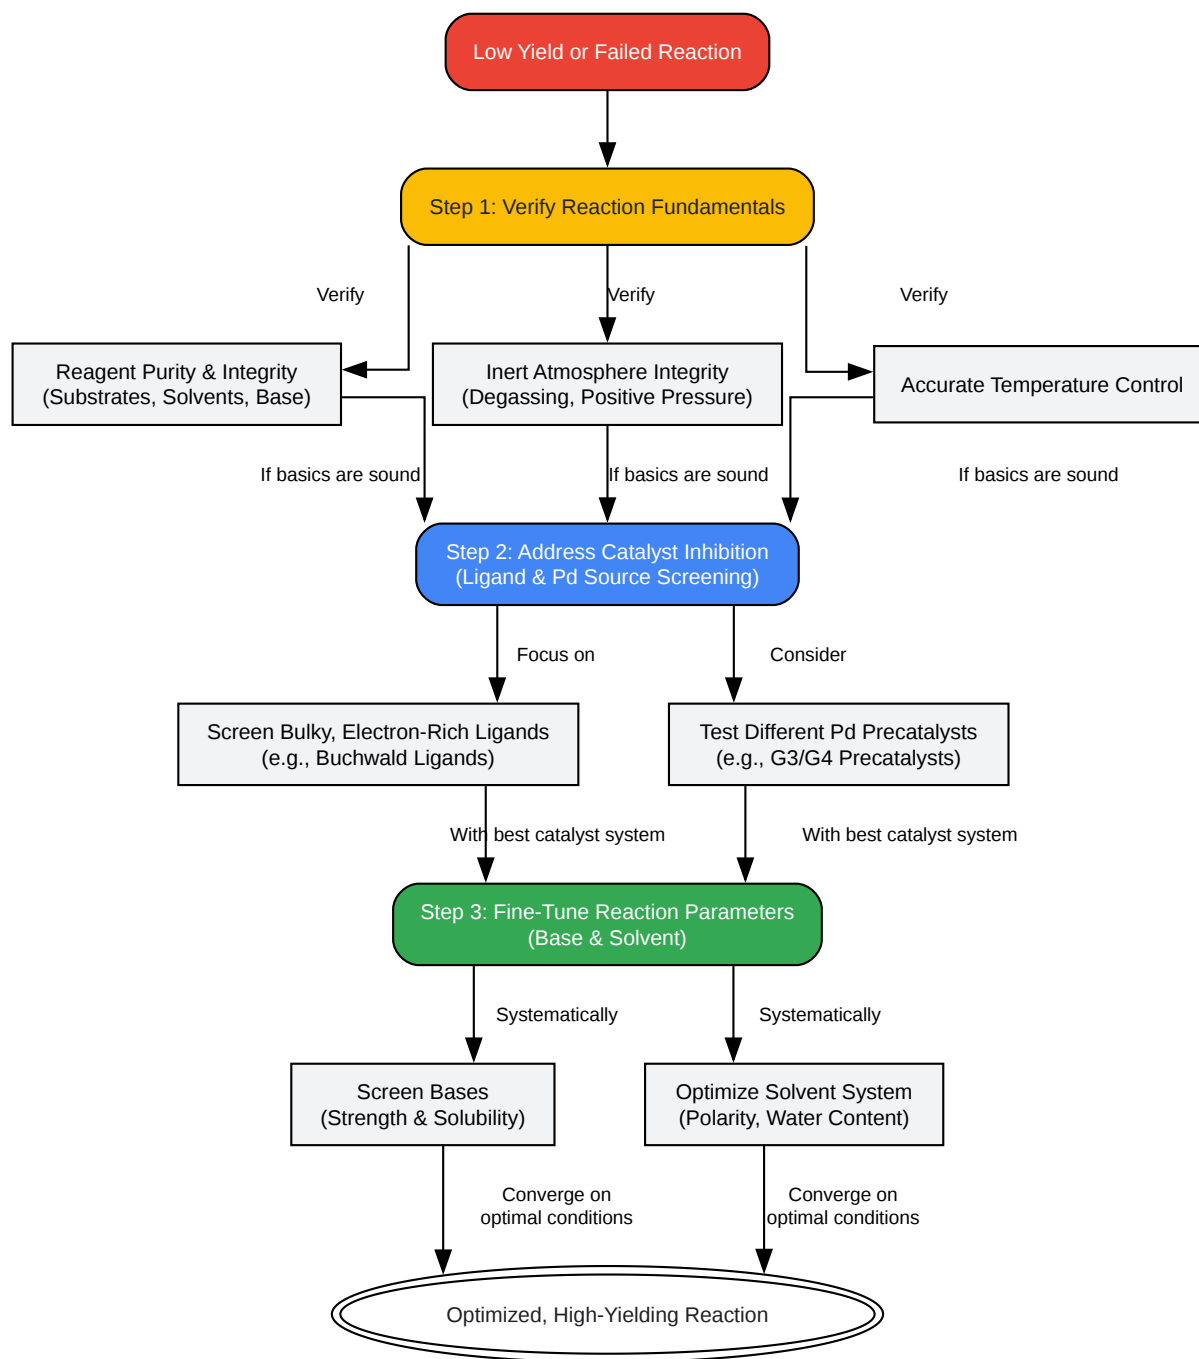 Low Yield or Failed Reaction
Step 1: Verify Reaction Fundamentals
Verify
Verify
Verify
Reagent Purity & Integrity
(Substrates, Solvents, Base)
Inert Atmosphere Integrity
(Degassing, Positive Pressure)
Accurate Temperature Control
If basics are sound
If basics are sound
If basics are sound
Step 2: Address Catalyst Inhibition
(Ligand & Pd Source Screening)
Focus on
Consider
Screen Bulky, Electron-Rich Ligands
(e.g., Buchwald Ligands)
Test Different Pd Precatalysts
(e.g., G3/G4 Precatalysts)
With best catalyst system
With best catalyst system
Step 3: Fine-Tune Reaction Parameters
(Base & Solvent)
Systematically
Systematically
Screen Bases
(Strength & Solubility)
Optimize Solvent System
(Polarity, Water Content)
Converge on
optimal conditions
Converge on
optimal conditions
Optimized, High-Yielding Reaction